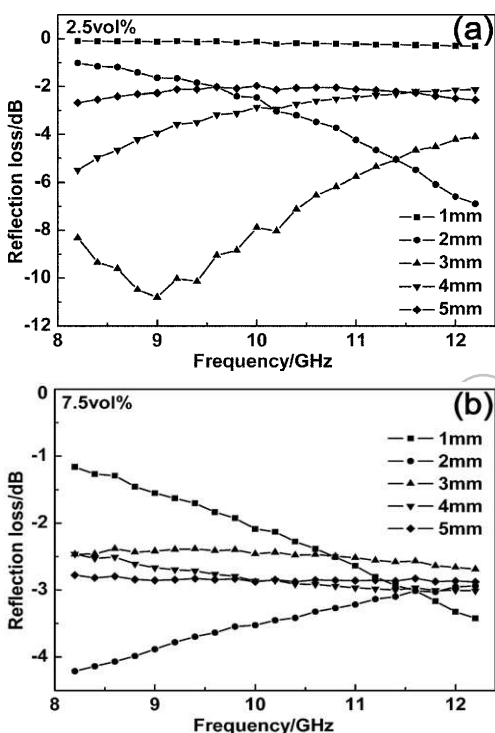 (a)
2.5vol%
0
-2
-4
-6
-8
-10
-12
Reflection loss/dB
1mm
2mm
3mm
4mm
5mm
8
9
10
11
12
Frequency/GHz
(b)
7.5vol%
0
-1
-2
-3
-4
Reflection loss/dB
1mm
2mm
3mm
4mm
5mm
8
9
10
11
12
Frequency/GHz